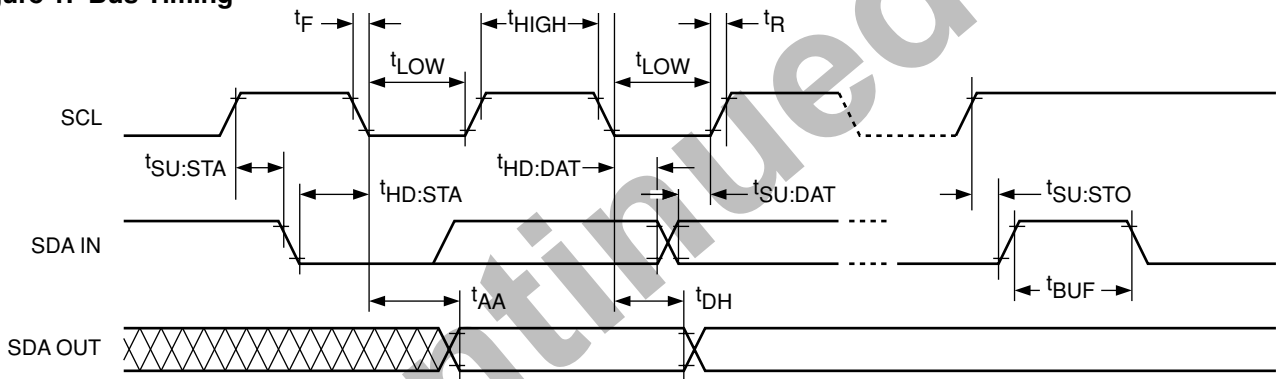 Figure 1. Bus Timing
tF
tHIGH
tR
tLOW
tLOW
SCL
tSU:STA
tHD:STA
tHD:DAT
tSU:DAT
tSU:STO
SDA IN
tBUF
tAA
tDH
SDA OUT
ntinued